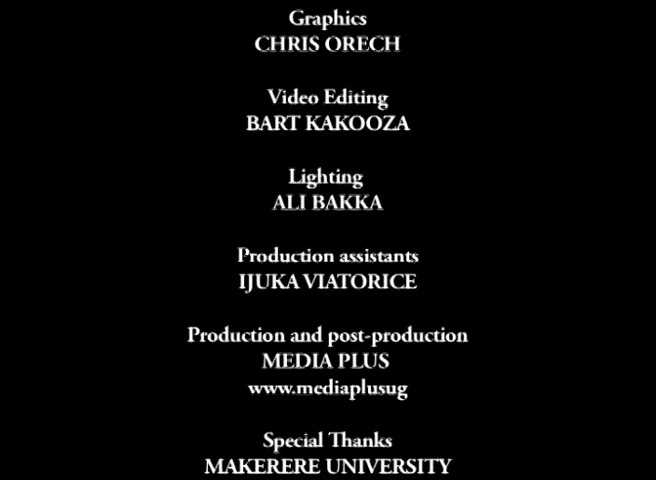 Graphics
CHRIS ORECH
Video Editing
BART KAKOOZA
Lighting
ALI BAKKA
Production assistants
IJUKA VIATORICE
Production and post-production
MEDIA PLUS
www.mediaplusug
Special Thanks
MAKERERE UNIVERSITY